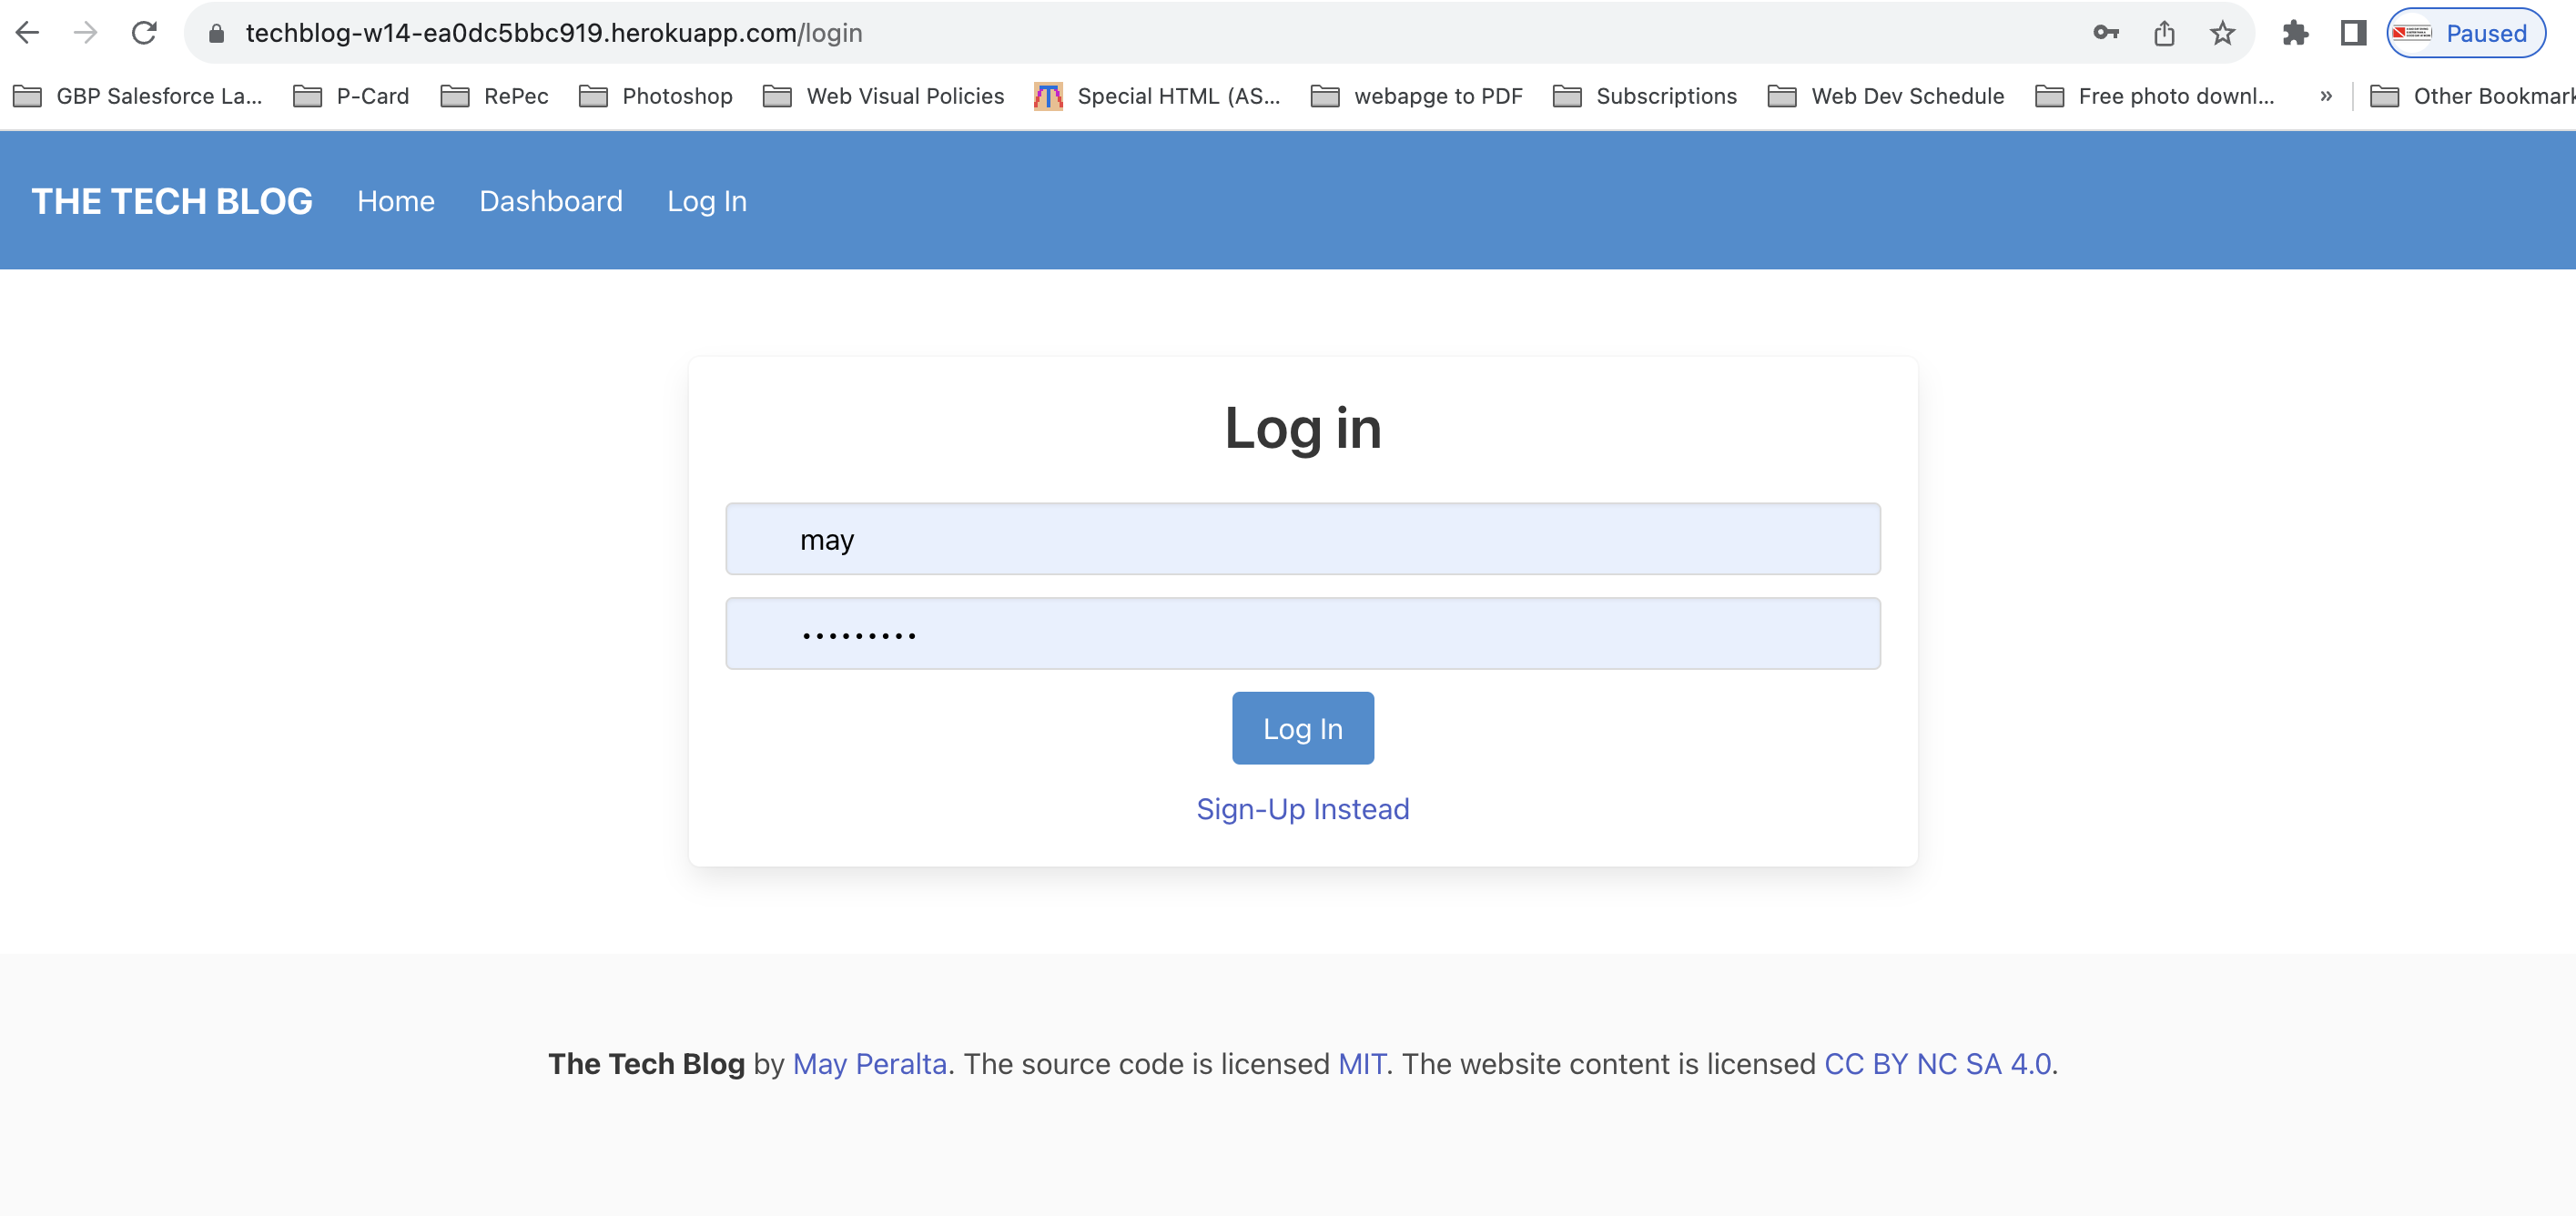 techblog-w14-ea0dc5bbc919.herokuapp.com/login Paused
GBP Salesforce La... P-Card RePec Photoshop Web Visual Policies Special HTML (AS... webapge to PDF Subscriptions Web Dev Schedule Free photo downl... » Other Bookmark
THE TECH BLOG Home Dashboard Log In
Log in
may
•••••••••
Log In
Sign-Up Instead
The Tech Blog by May Peralta. The source code is licensed MIT. The website content is licensed CC BY NC SA 4.0.